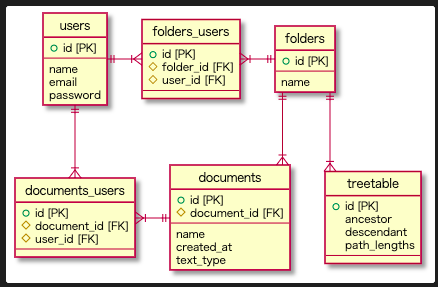 users
id [PK]
name
email
password
folders_users
id [PK]
folder_id [FK]
user_id [FK]
folders
id [PK]
name
documents_users
id [PK]
document_id [FK]
user_id [FK]
documents
id [PK]
document_id [FK]
name
created_at
text_type
treetable
id [PK]
ancestor
descendant
path_lengths